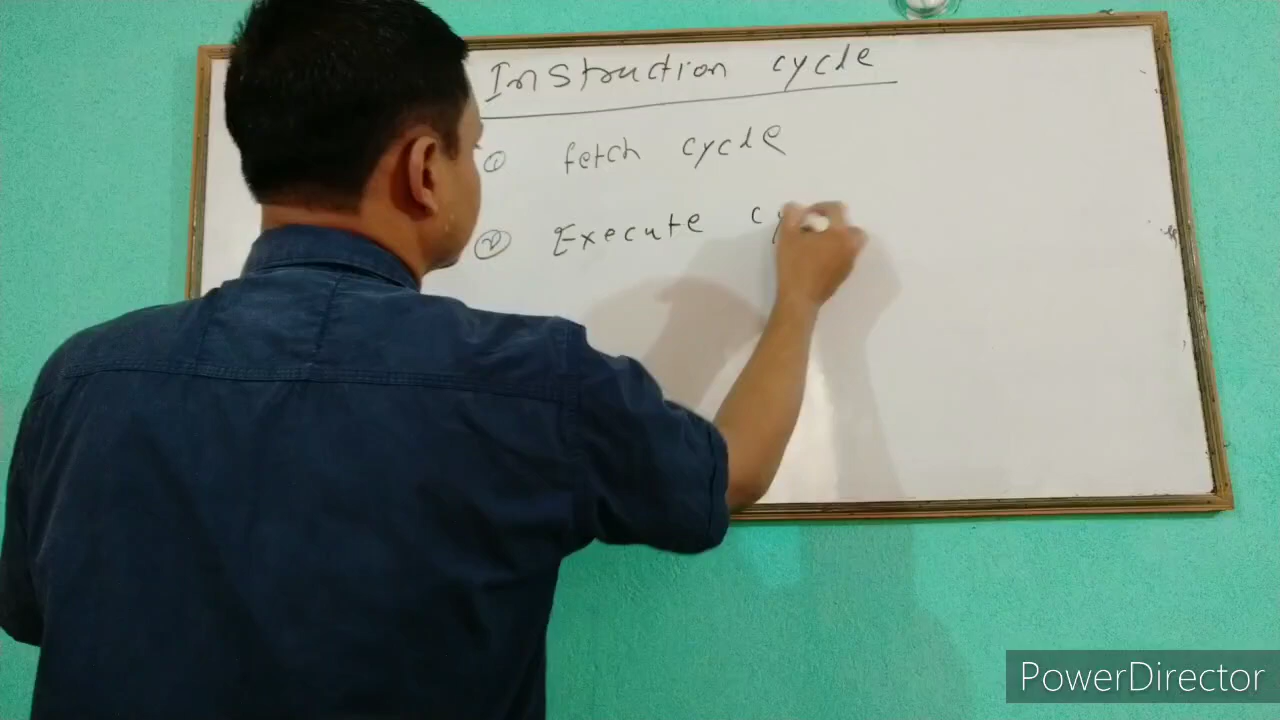 Instruction cycle
① fetch cycle
② Execute cy
PowerDirector